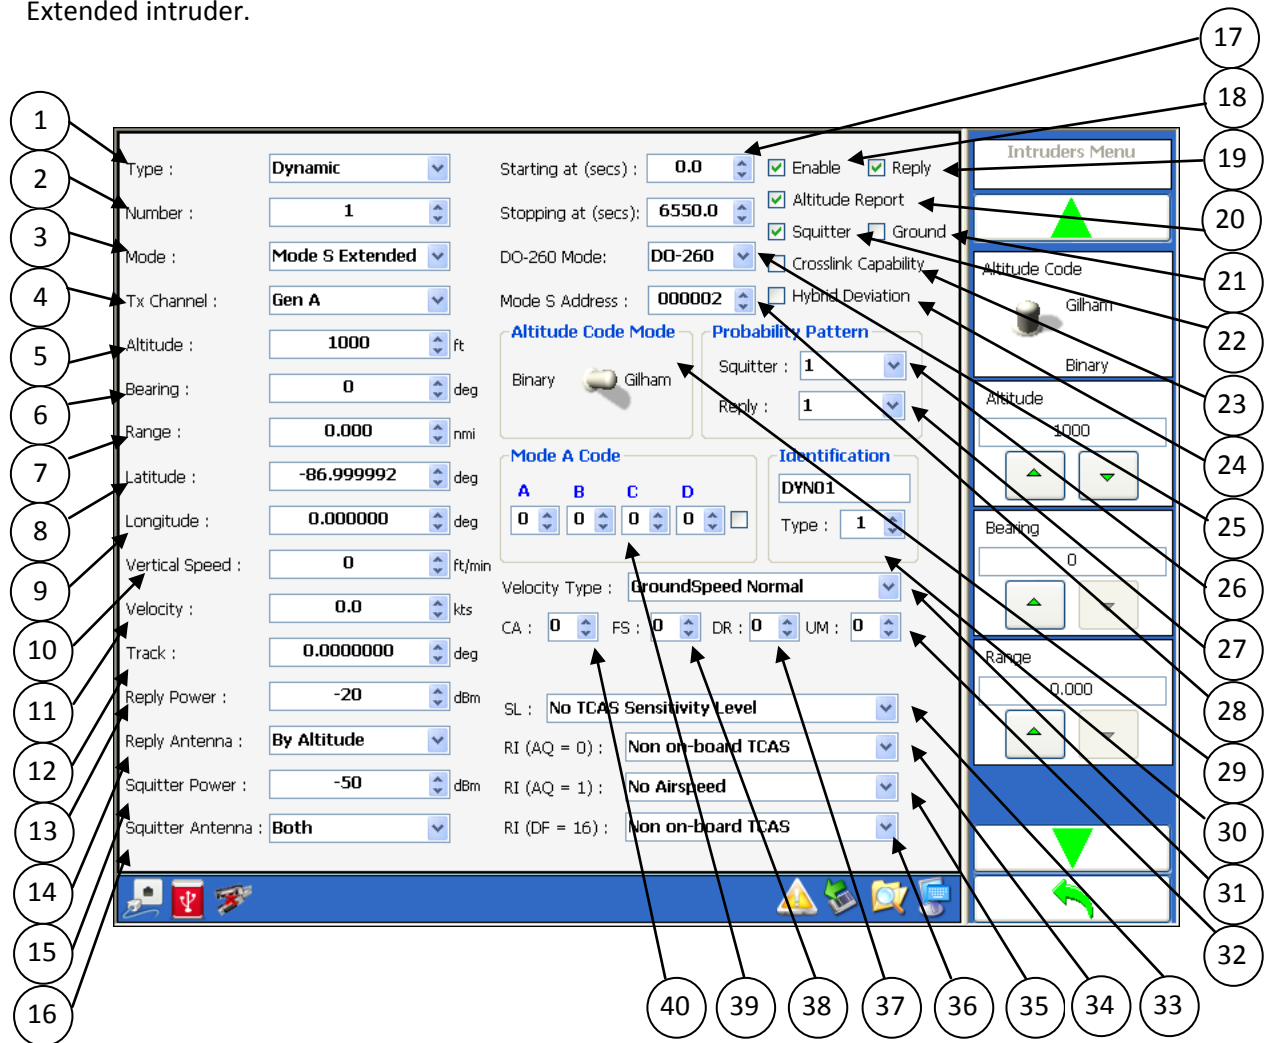 Extended intruder.
17
18
1
Type :
Dynamic
Starting at (secs) :
0.0
Enable
Reply
Intruders Menu
19
2
Number :
1
Stopping at (secs):
6550.0
Altitude Report
20
3
Mode :
Mode S Extended
DO-260 Mode:
DO-260
Squitter
Ground
Crosslink Capability
Altitude Code
21
4
Tx Channel :
Gen A
Mode S Address :
000002
Hybrid Deviation
Gilham
22
5
Altitude :
1000
ft
Altitude Code Mode
Probability Pattern
Binary
Gilham
Squitter :
1
Reply :
1
Binary
23
6
Bearing :
0
deg
Altitude
1000
24
7
Range :
0.000
nmi
Mode A Code
Identification
8
Latitude :
-86.999992
deg
A B C D
0 0 0 0
DYN01
Type :
1
25
9
Longitude :
0.000000
deg
Bearing
0
26
10
Vertical Speed :
0
ft/min
Velocity Type :
GroundSpeed Normal
27
11
Velocity :
0.0
kts
CA :
0
FS :
0
DR :
0
UM :
0
12
Track :
0.0000000
deg
Range
0.000
28
13
Reply Power :
-20
dBm
SL :
No TCAS Sensitivity Level
29
14
Reply Antenna :
By Altitude
RI (AQ = 0) :
Non on-board TCAS
30
15
Squitter Power :
-50
dBm
RI (AQ = 1) :
No Airspeed
31
16
Squitter Antenna :
Both
RI (DF = 16) :
Non on-board TCAS
32
40
39
38
37
36
35
34
33